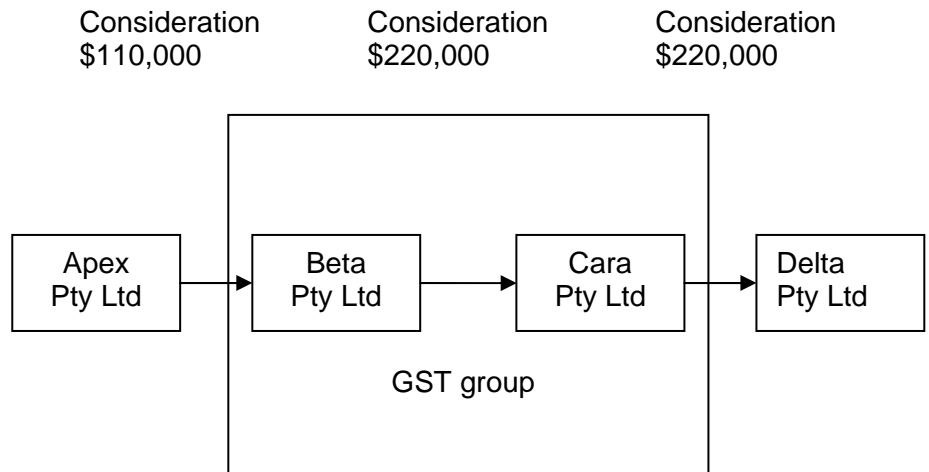 Consideration
$110,000
Consideration
$220,000
Consideration
$220,000
Apex
Pty Ltd
Beta
Pty Ltd
Cara
Pty Ltd
Delta
Pty Ltd
GST group